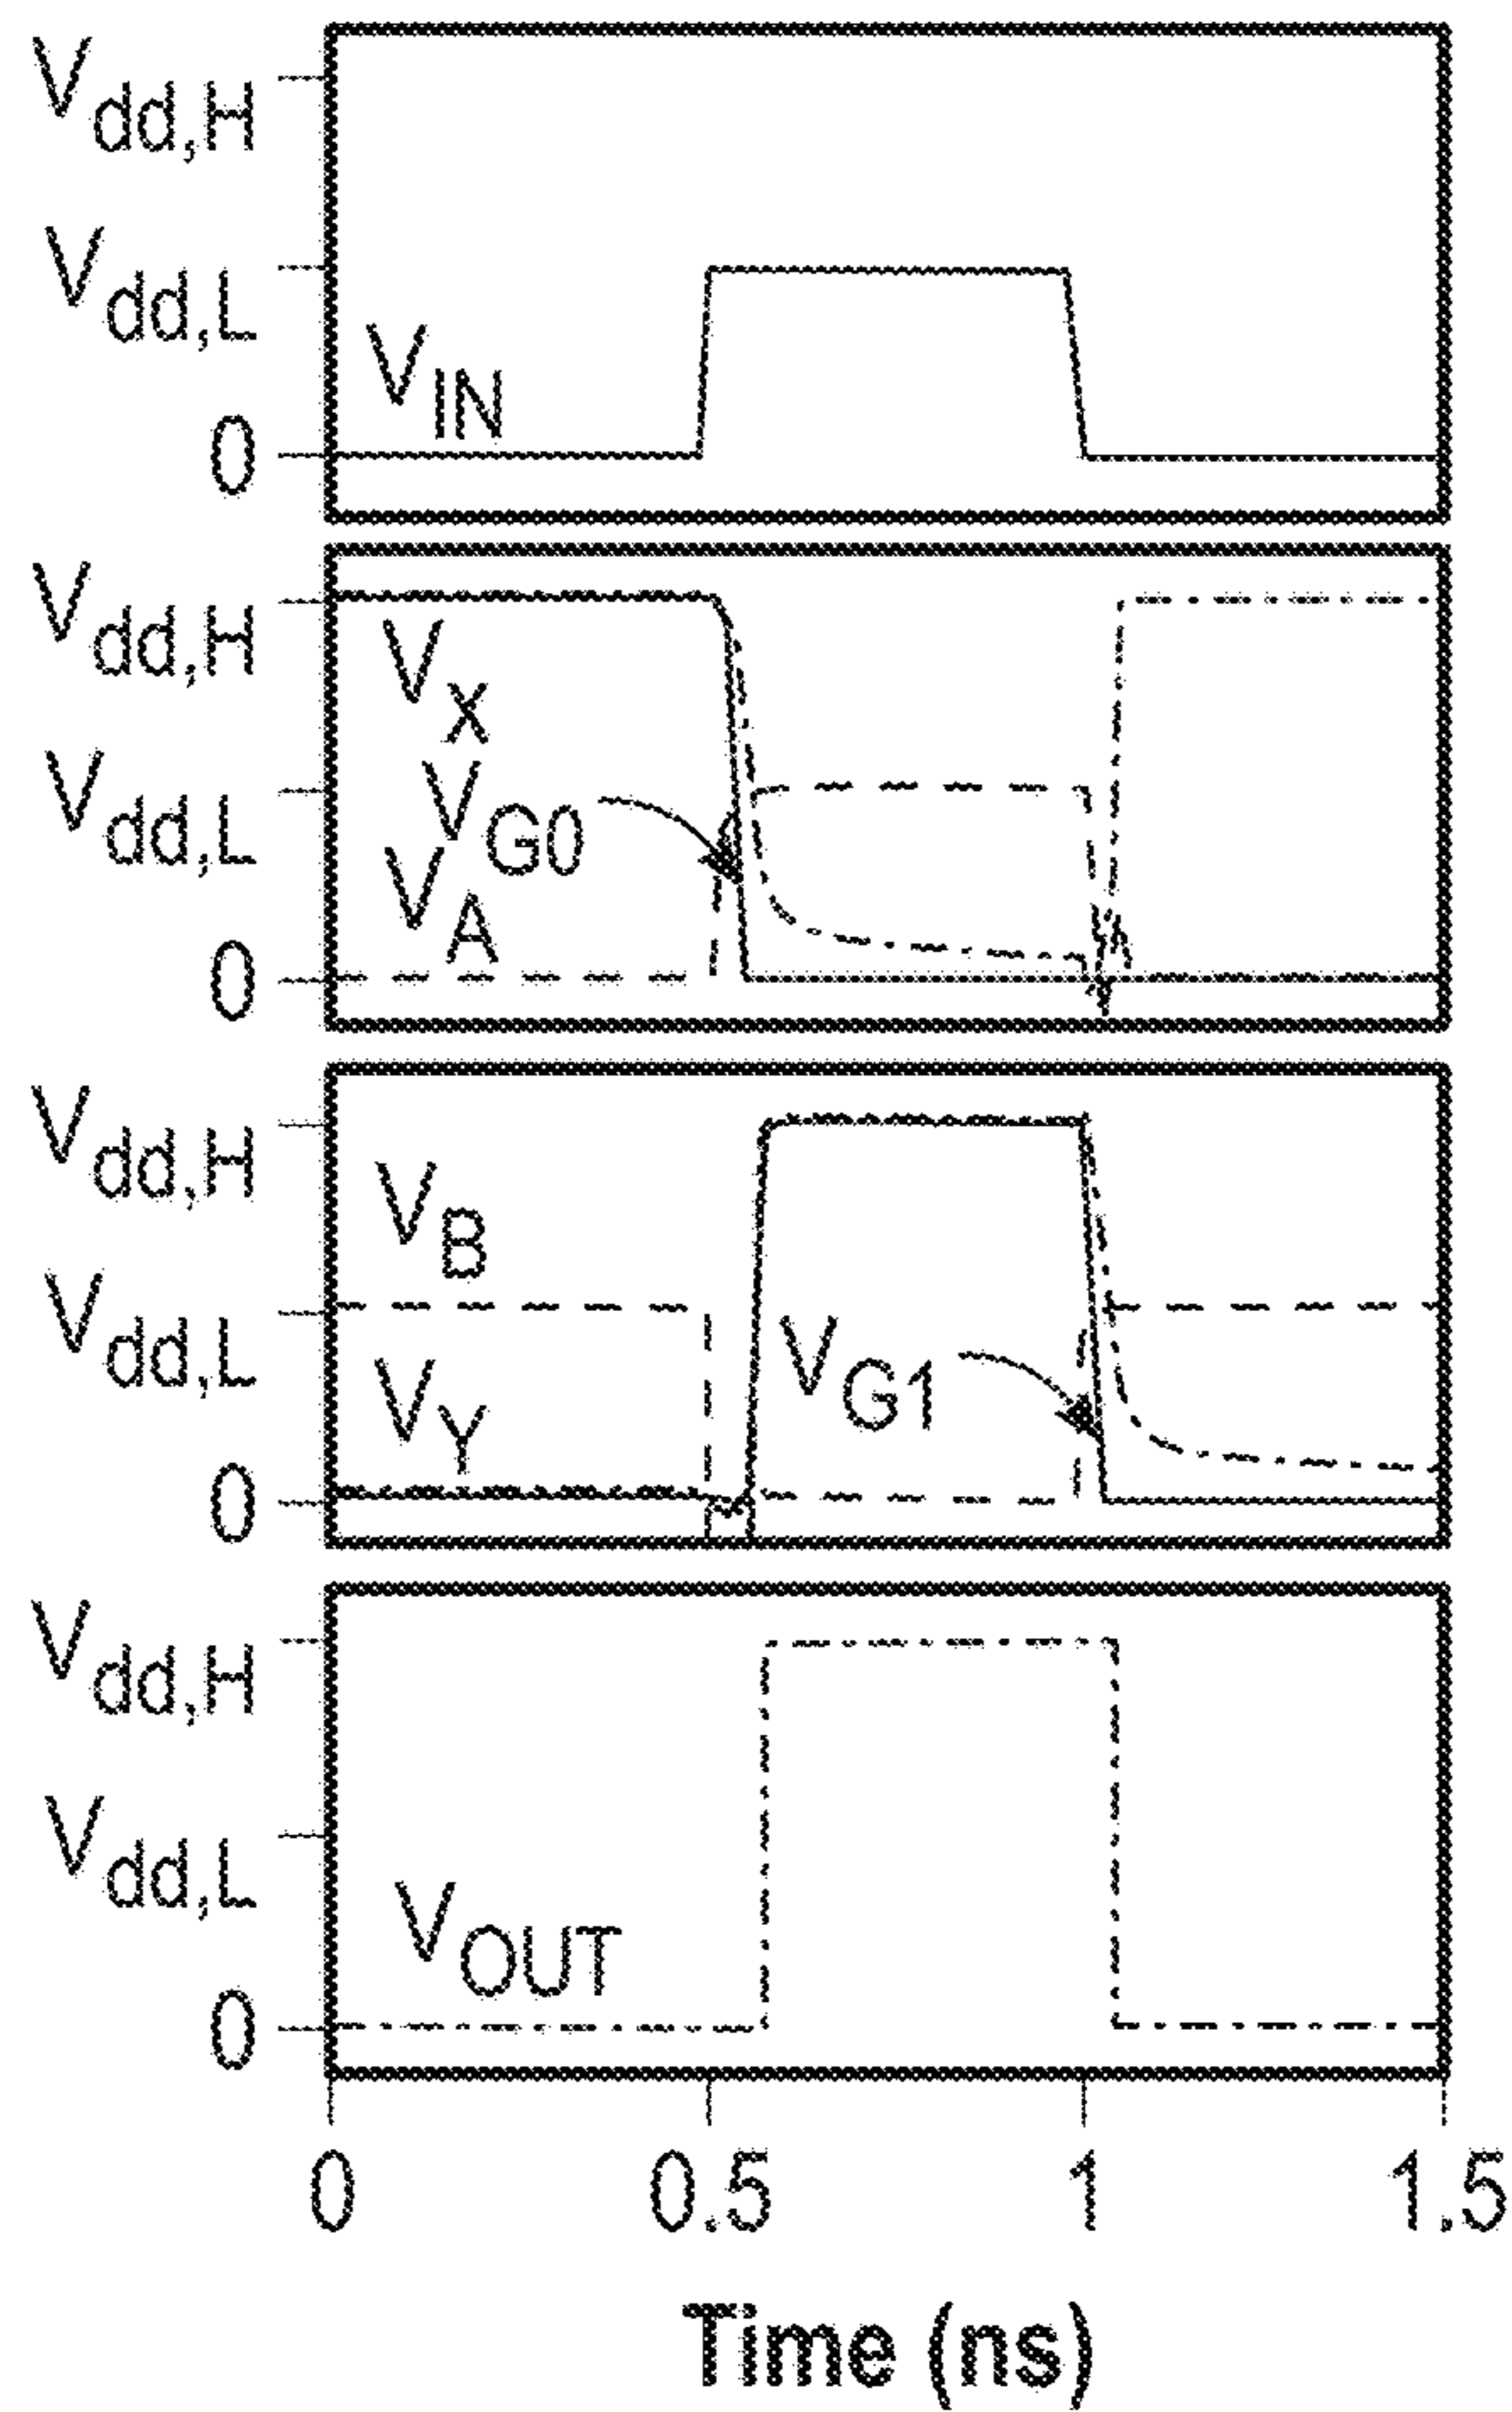 Vdd,H
Vdd,L
VIN
0
Vdd,H
VX
Vdd,L
VG0
VA
0
Vdd,H
VB
Vdd,L
VG1
VY
0
Vdd,H
Vdd,L
VOUT
0
0 0.5 1 1.5
Time (ns)